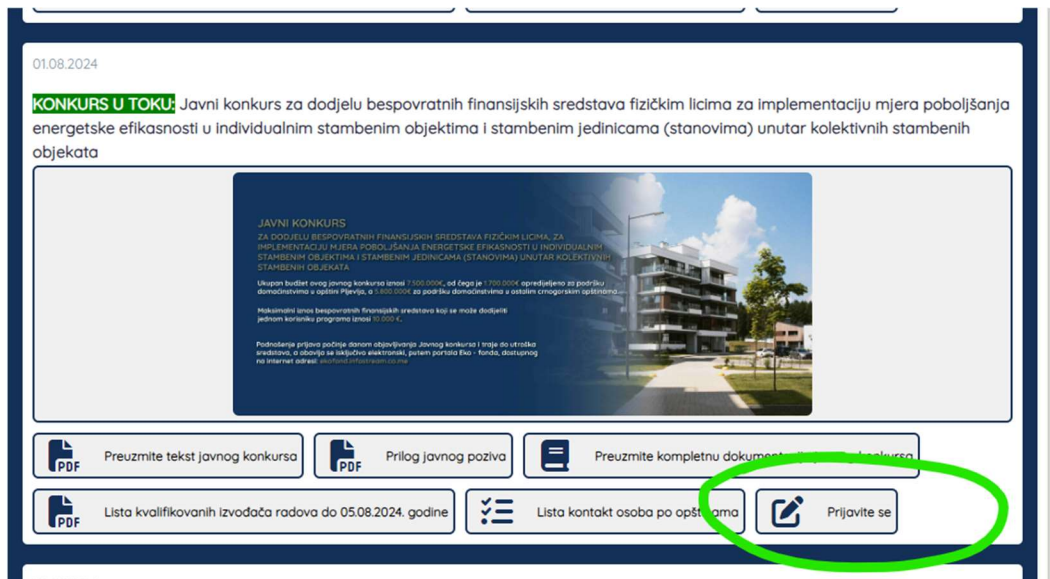 01.08.2024
KONKURS U TOKU: Javni konkurs za dodjelu bespovratnih finansijskih sredstava fizičkim licima za implementaciju mjera poboljšanja
energetske efikasnosti u individualnim stambenim objektima i stambenim jedinicama (stanovima) unutar kolektivnih stambenih
objekata
JAVNI KONKURS
ZA DODJELU BESPOVRATNIH FINANSIJSKIH SREDSTAVA FIZIČKIM LICIMA, ZA
IMPLEMENTACIJU MJERA POBOLJŠANJA ENERGETSKE EFIKASNOSTI U INDIVIDUALNIM
STAMBENIM OBJEKTIMA I STAMBENIM JEDINICAMA (STANOVIMA) UNUTAR KOLEKTIVNIH
STAMBENIH OBJEKATA
Ukupan budžet ovog javnog konkursa iznosi 7.500.000€, od čega je 1.700.000€ opredijeljeno za podršku
domaćinstvima u opštini Pljevlja, a 5.800.000€ za podršku domaćinstvima u ostalim crnogorskim opštinama.
Maksimalni iznos bespovratnih finansijskih sredstava koji se može dodijeliti
jednom korisniku programa iznosi 10.000 €.
Podnošenje prijava počinje danom objavljivanja Javnog konkursa i traje do utroška
sredstava, a obavlja se isključivo elektronski, putem portala Eko - fonda, dostupnog
na internet adresi: ekofond.infostream.co.me
PDF Preuzmite tekst javnog konkursa
PDF Prilog javnog poziva
Preuzmite kompletnu konkursa
PDF Lista kvalifikovanih izvođača radova do 05.08.2024. godine
Lista kontakt osoba po opštinama
Prijavite se